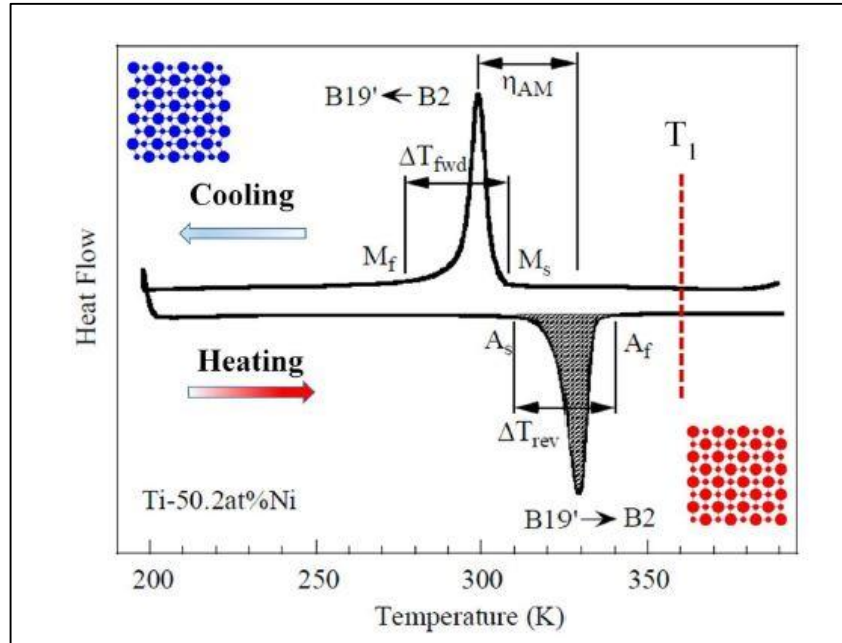 η_AM
B19'←B2
T_1
ΔT_fwd
Cooling
M_f
M_s
Heat Flow
Heating
A_s
A_f
ΔT_rev
Ti-50.2at%Ni
B19'→B2
200 250 300 350
Temperature (K)